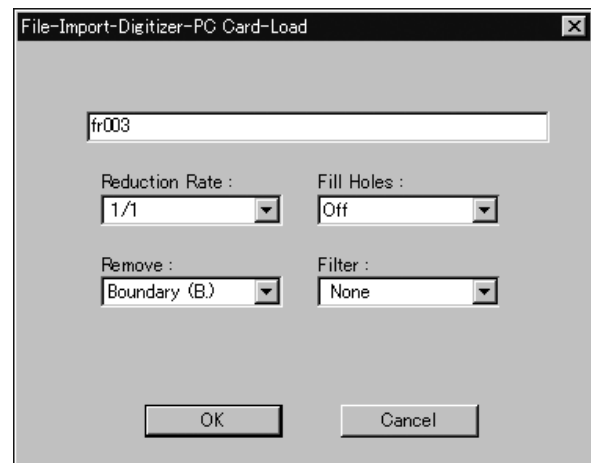 File-Import-Digitizer-PC Card-Load
fr003
Reduction Rate : Fill Holes :
1/1 Off
Remove : Filter :
Boundary (B.) None
OK Cancel